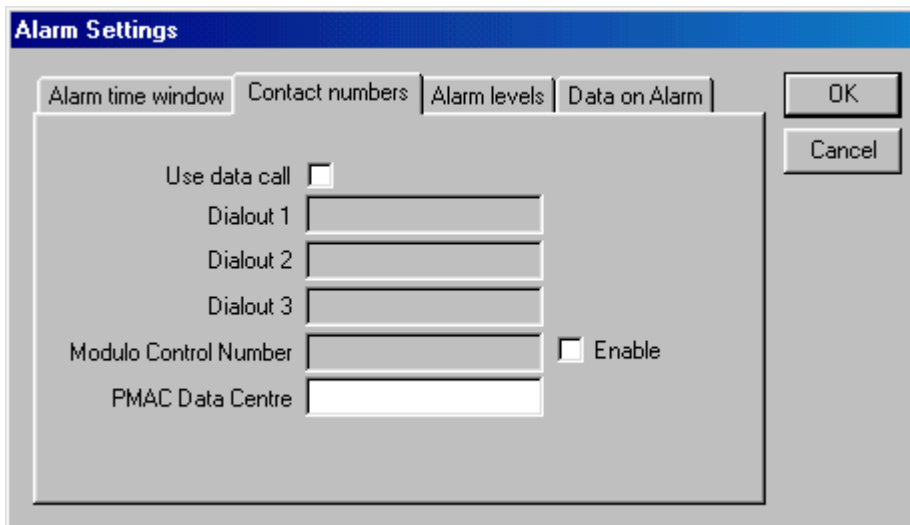 Alarm Settings
Alarm time window Contact numbers Alarm levels Data on Alarm
OK
Cancel
Use data call
Dialout 1
Dialout 2
Dialout 3
Modulo Control Number Enable
PMAC Data Centre